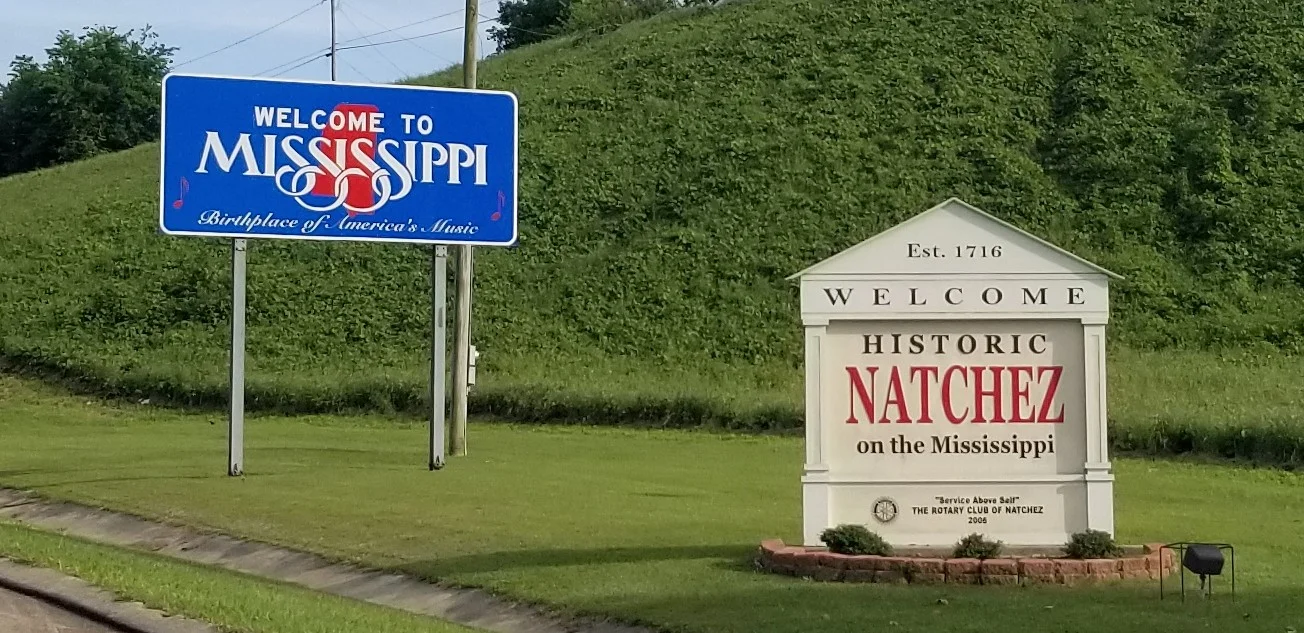 WELCOME TO
MISSISSIPPI
Birthplace of America's Music
Est. 1716
WELCOME
HISTORIC
NATCHEZ
on the Mississippi
"Service Above Self"
THE ROTARY CLUB OF NATCHEZ
2006